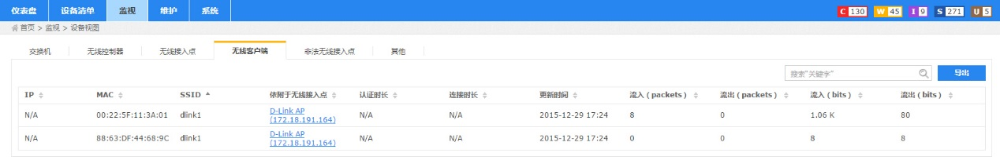 仪表盘 设备清单 监视 维护 系统 C 130 W 45 I 9 S 271 U 5
首页 > 监视 > 设备视图
交换机 无线控制器 无线接入点 无线客户端 非法无线接入点 其他
搜索"关键字" 导出
IP MAC SSID 依附于无线接入点 认证时长 连接时长 更新时间 流入 ( packets ) 流出 ( packets ) 流入 ( bits ) 流出 ( bits )
N/A 00:22:5F:11:3A:01 dlink1 D-Link AP N/A N/A 2015-12-29 17:24 8 0 1.06 K 80
(172.18.191.164)
N/A 88:63:DF:44:68:9C dlink1 D-Link AP N/A N/A 2015-12-29 17:24 0 0 8 8
(172.18.191.164)